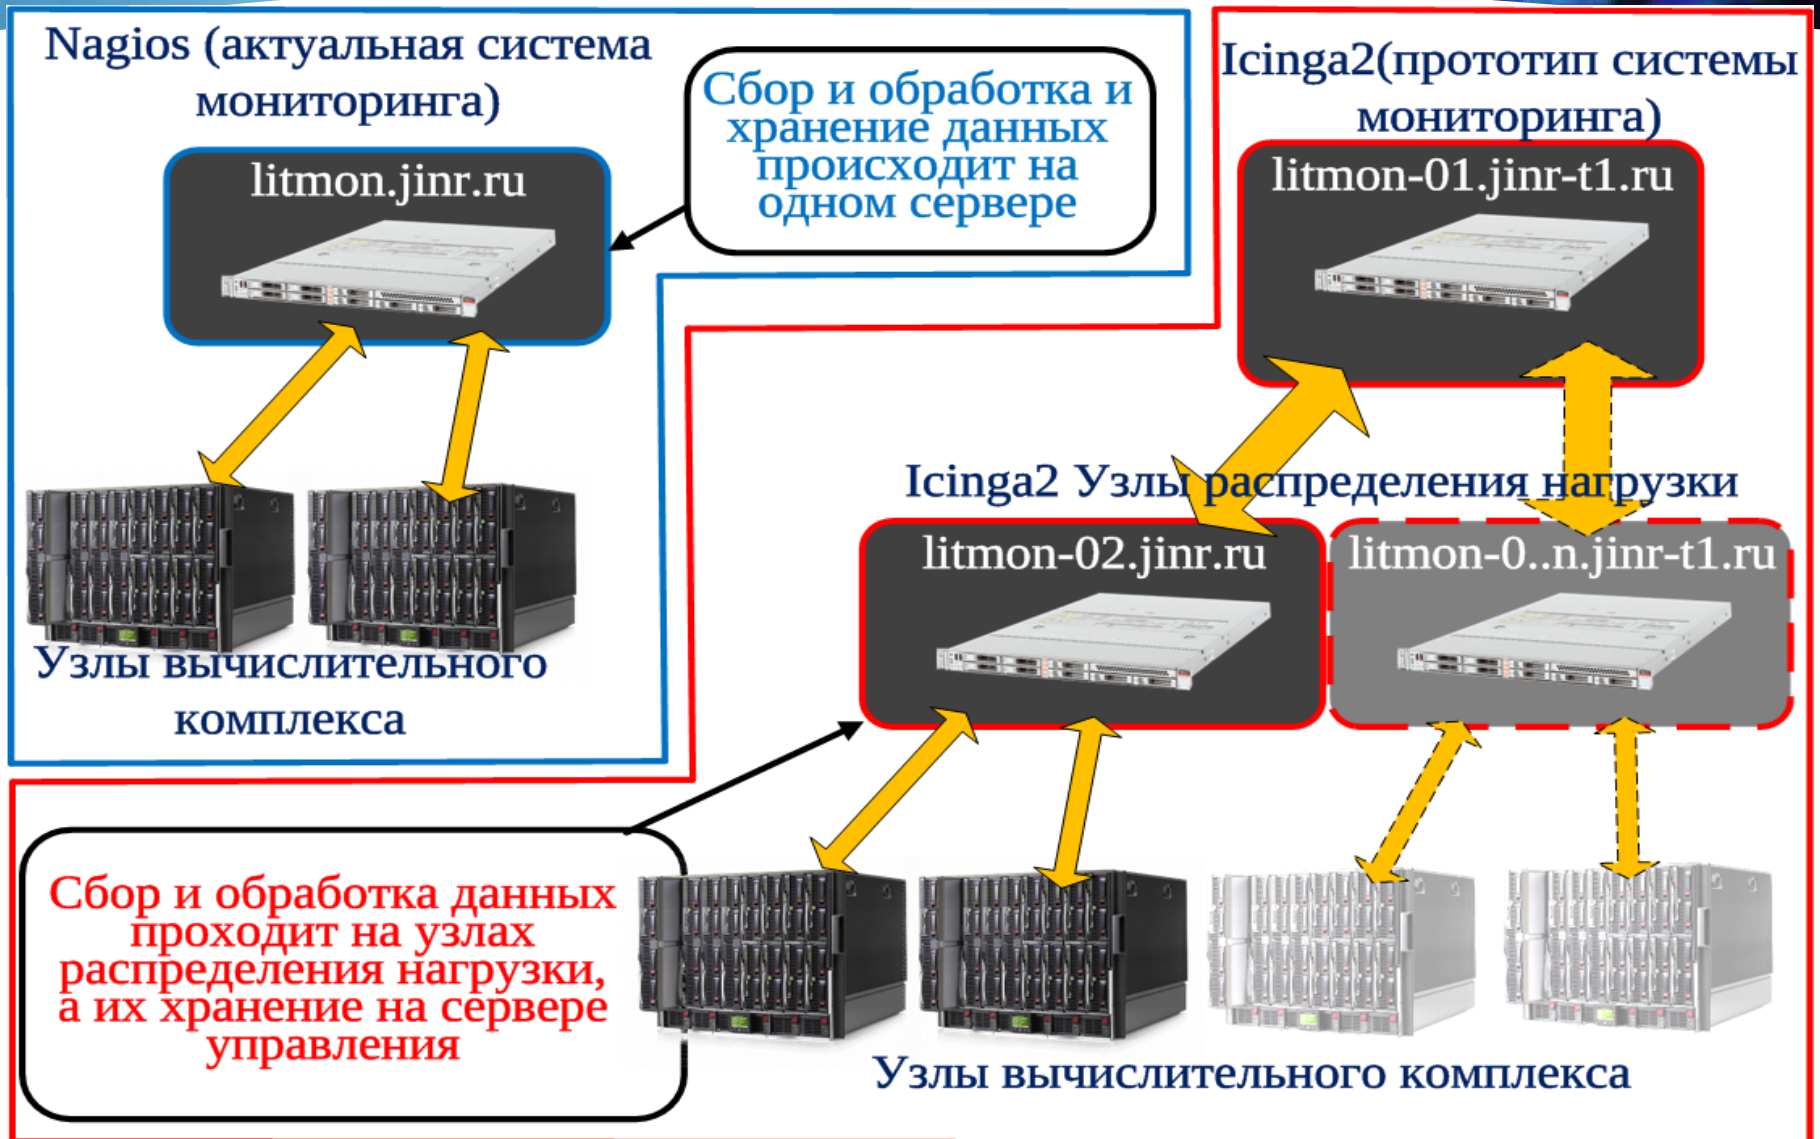 Nagios (актуальная система
мониторинга)
litmon.jinr.ru
Сбор и обработка и
хранение данных
происходит на
одном сервере
Узлы вычислительного
комплекса
Icinga2(прототип системы
мониторинга)
litmon-01.jinr-t1.ru
Icinga2 Узлы распределения нагрузки
litmon-02.jinr.ru
litmon-0..n.jinr-t1.ru
Сбор и обработка данных
проходит на узлах
распределения нагрузки,
а их хранение на сервере
управления
Узлы вычислительного комплекса